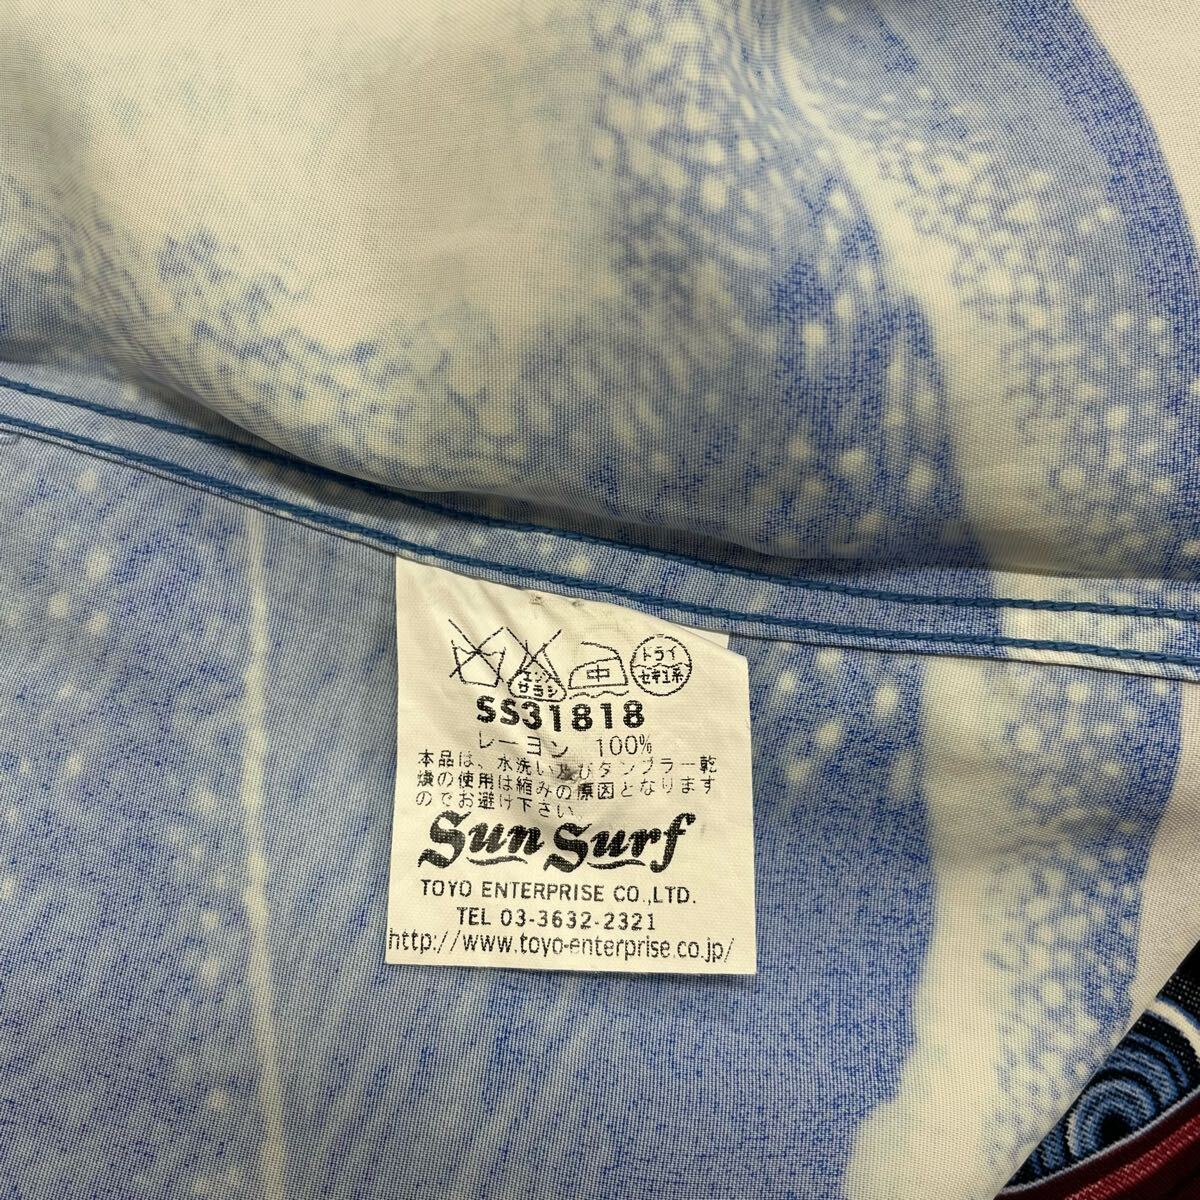 エンソ
サラシ
中
ドライ
セキユ系
SS31818
レーヨン 100%
本品は、水洗い及びタンブラー乾
燥の使用は縮みの原因となります
のでお避け下さい。
Sun Surf
TOYO ENTERPRISE CO.,LTD.
TEL 03-3632-2321
http://www.toyo-enterprise.co.jp/